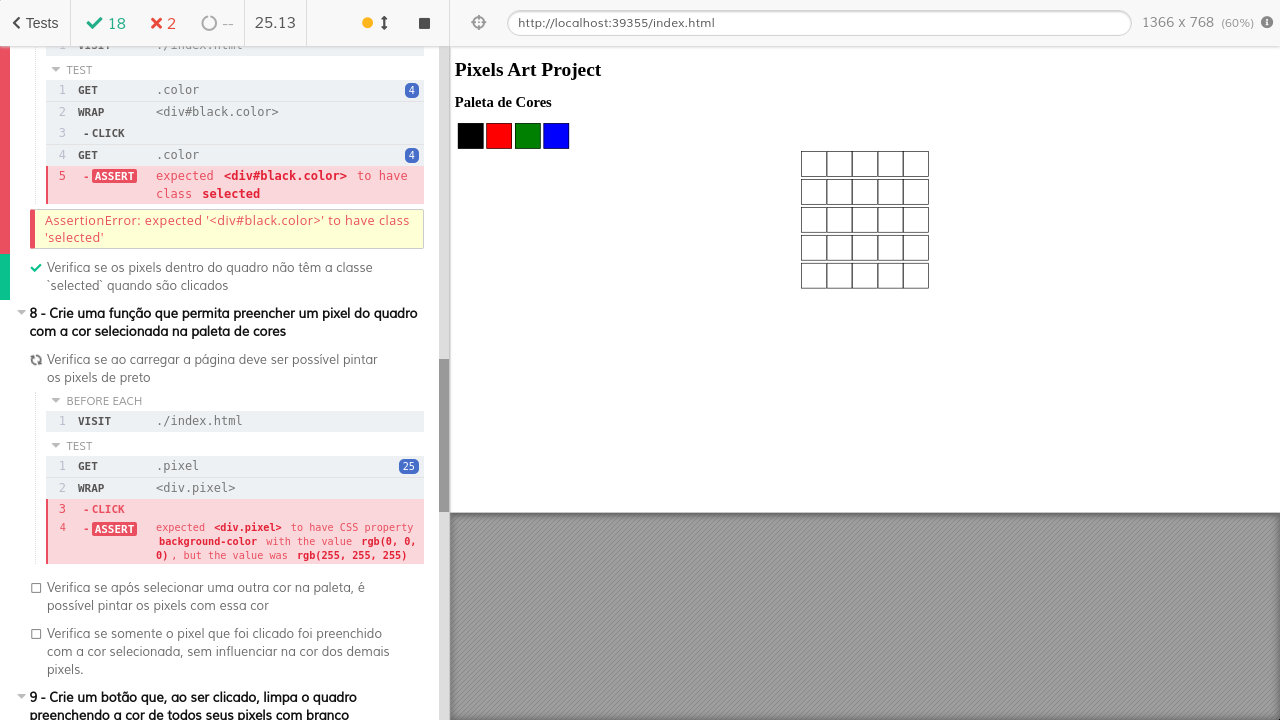 Tests
18
2
--
25.13
http://localhost:39355/index.html
1366 x 768 (60%)
1 VISIT ./index.html
TEST
1 GET .color 4
2 WRAP <div#black.color>
3 - CLICK
4 GET .color 4
5 - ASSERT expected <div#black.color> to have
class selected
AssertionError: expected '<div#black.color>' to have class
'selected'
Verifica se os pixels dentro do quadro não têm a classe
`selected` quando são clicados
8 - Crie uma função que permita preencher um pixel do quadro
com a cor selecionada na paleta de cores
Verifica se ao carregar a página deve ser possível pintar
os pixels de preto
BEFORE EACH
1 VISIT ./index.html
TEST
1 GET .pixel 25
2 WRAP <div.pixel>
3 - CLICK
4 - ASSERT expected <div.pixel> to have CSS property
background-color with the value rgb(0, 0,
0) , but the value was rgb(255, 255, 255)
Verifica se após selecionar uma outra cor na paleta, é
possível pintar os pixels com essa cor
Verifica se somente o pixel que foi clicado foi preenchido
com a cor selecionada, sem influenciar na cor dos demais
pixels.
9 - Crie um botão que, ao ser clicado, limpa o quadro
preenchendo a cor de todos seus pixels com branco
Pixels Art Project
Paleta de Cores